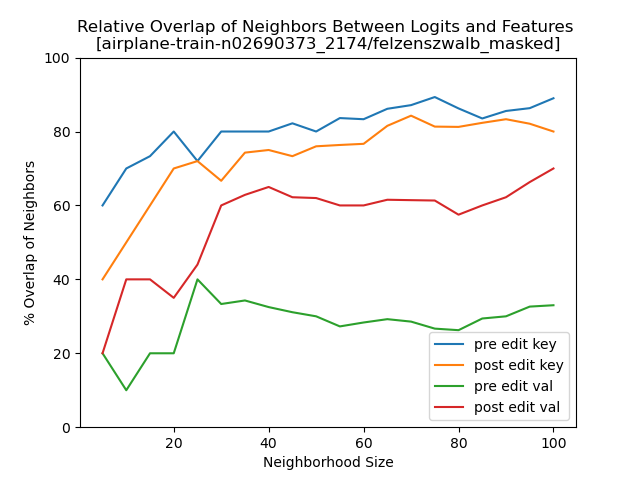 Relative Overlap of Neighbors Between Logits and Features
[airplane-train-n02690373_2174/felzenszwalb_masked]
% Overlap of Neighbors
100
80
60
40
20
0
20 40 60 80 100
Neighborhood Size
pre edit key
post edit key
pre edit val
post edit val